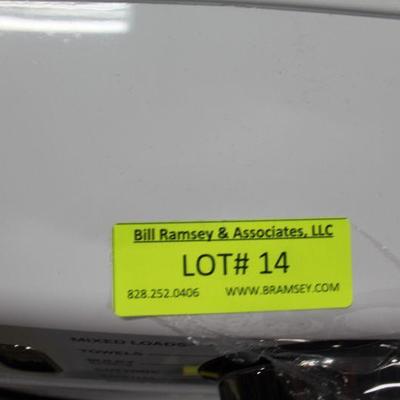 Bill Ramsey & Associates, LLC
LOT# 14
828.252.0406 WWW.BRAMSEY.COM
MIXED LOADS
TOWELS